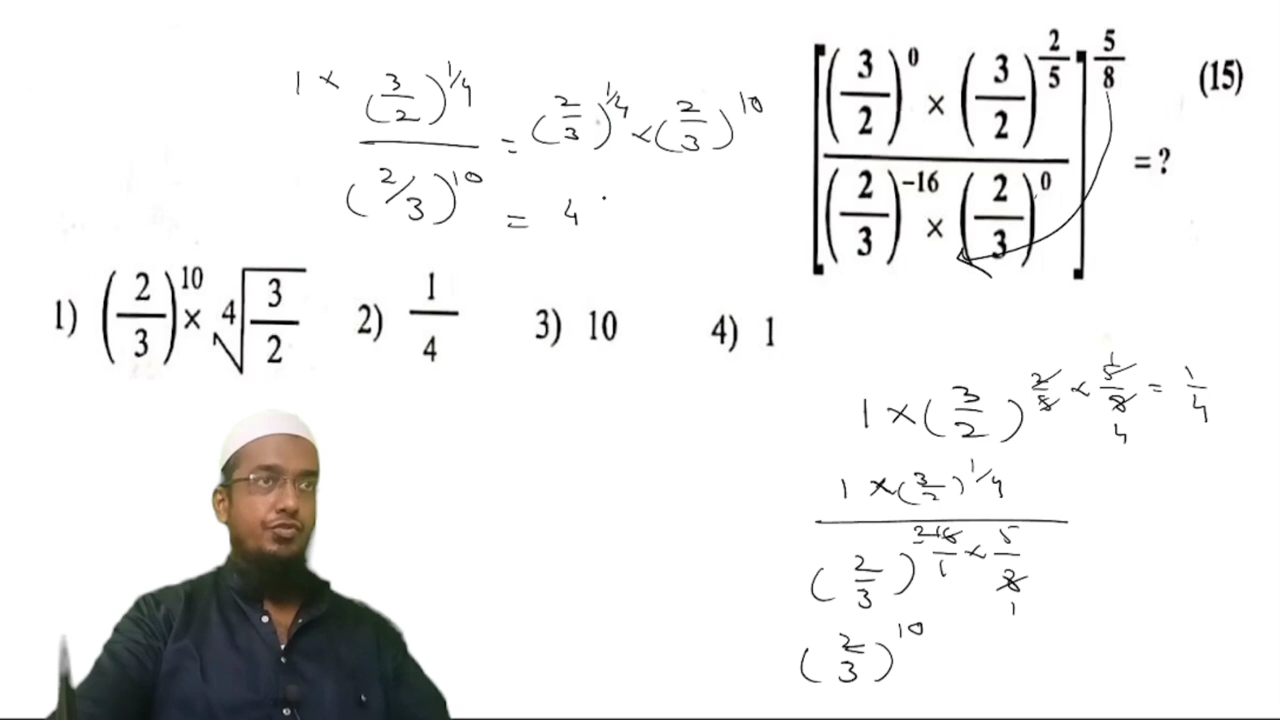 [((3/2)^0 × (3/2)^(2/5)) / ((2/3)^(-16) × (2/3)^0)]^(5/8) = ? (15)
1 × (3/2)^(1/4) / (2/3)^10 = (2/3)^(1/4) × (2/3)^10
= 4
1) (2/3)^10 × ⁴√(3/2) 2) 1/4 3) 10 4) 1
1 × (3/2)^(2/5 × 5/8) = 1/4
1 × (3/2)^(1/4)
(2/3)^(-16/1 × 5/8)
(2/3)^10